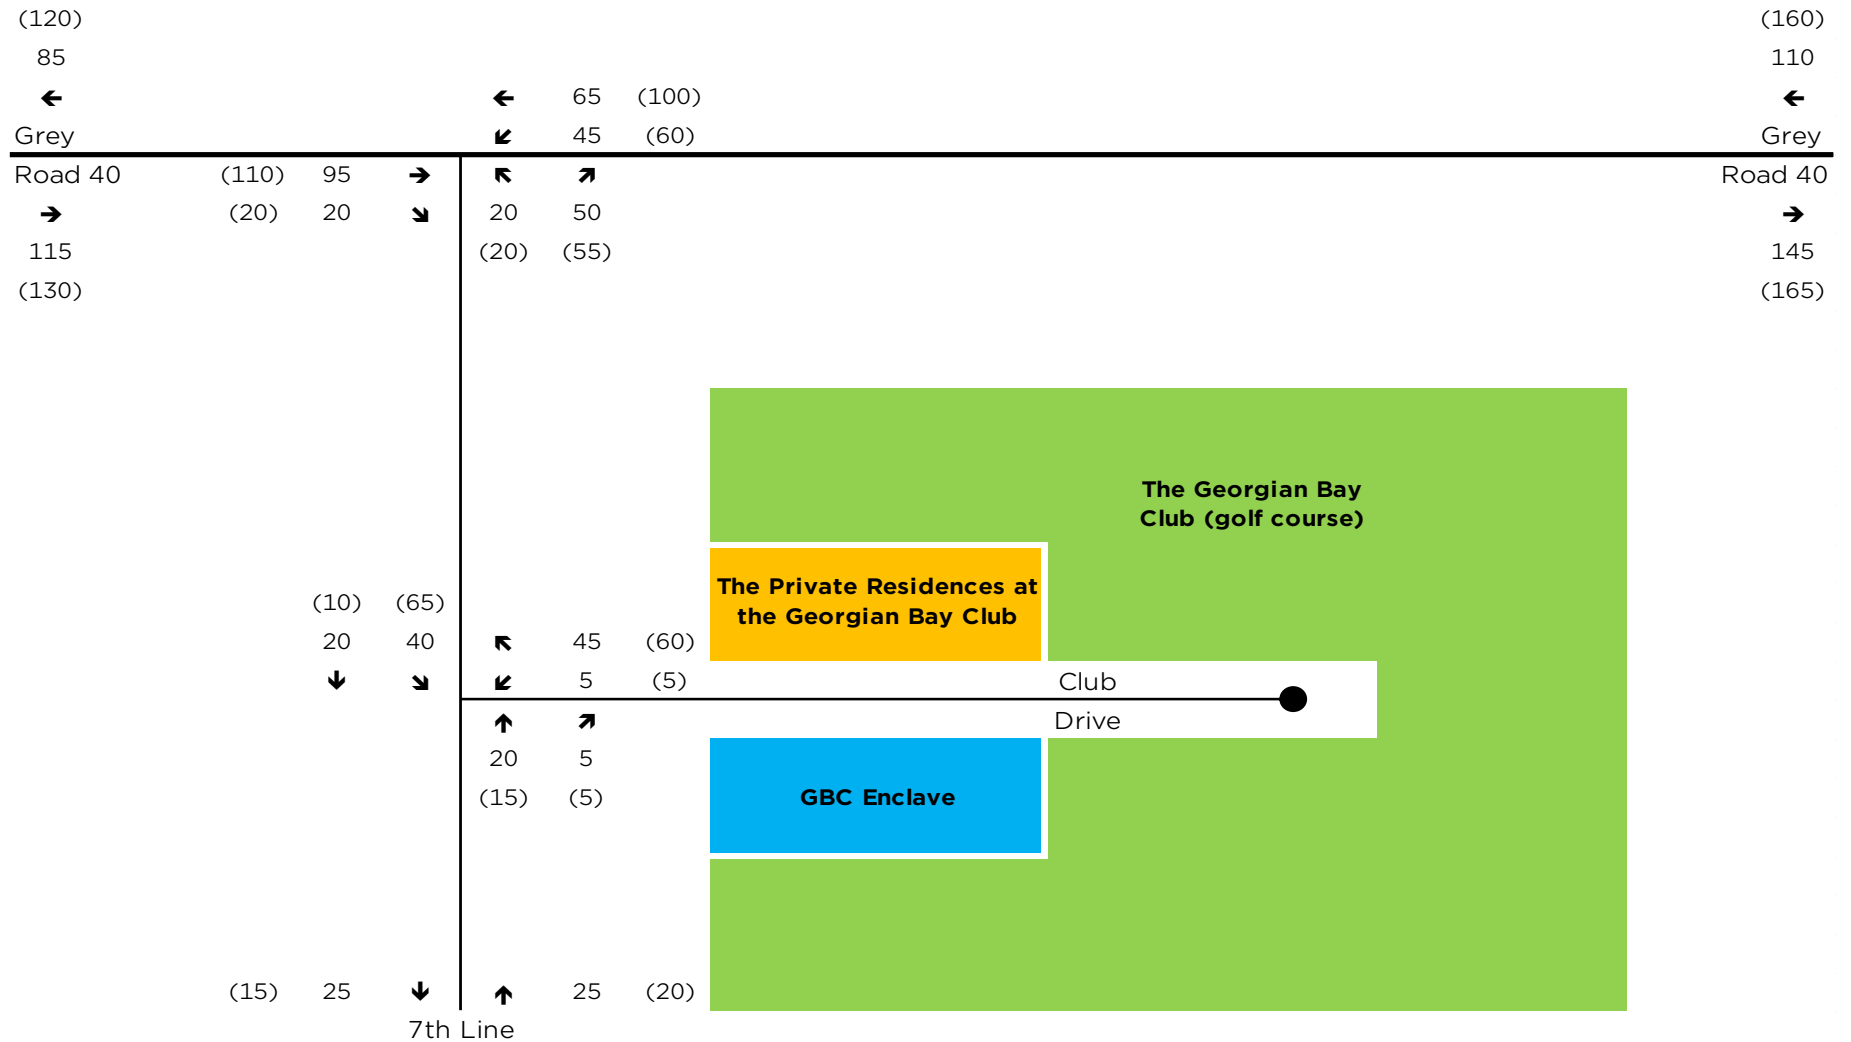 (120) (160)
85 110
← 65 (100) ←
← ↙ 45 (60)
Grey Grey
Road 40 (110) 95 → ↖ ↗ Road 40
→ (20) 20 ↘ 20 50 →
115 (20) (55) 145
(130) (165)
The Georgian Bay
Club (golf course)
The Private Residences at
the Georgian Bay Club
(10) (65)
20 40 ↖ 45 (60)
↓ ↘ ↙ 5 (5) Club
↑ ↗ Drive
20 5
(15) (5) GBC Enclave
(15) 25 ↓ ↑ 25 (20)
7th Line